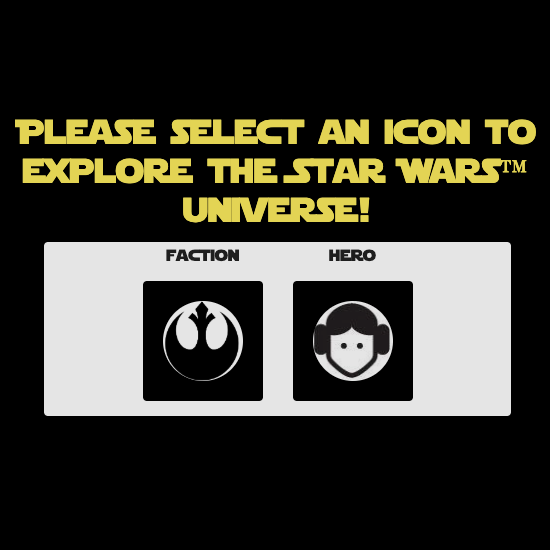 PLEASE SELECT AN ICON TO
EXPLORE THE STAR WARS™
UNIVERSE!
FACTION HERO